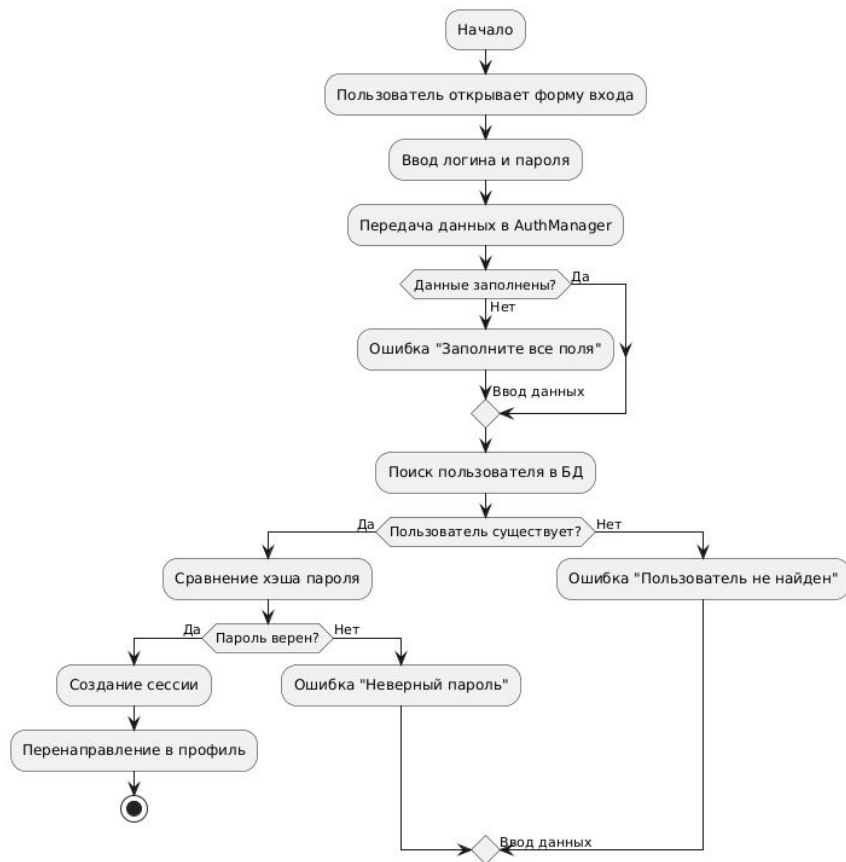 Начало
Пользователь открывает форму входа
Ввод логина и пароля
Передача данных в AuthManager
Данные заполнены?
Да
Нет
Ошибка "Заполните все поля"
Ввод данных
Поиск пользователя в БД
Да
Пользователь существует?
Нет
Сравнение хэша пароля
Ошибка "Пользователь не найден"
Да
Пароль верен?
Нет
Создание сессии
Ошибка "Неверный пароль"
Перенаправление в профиль
Ввод данных